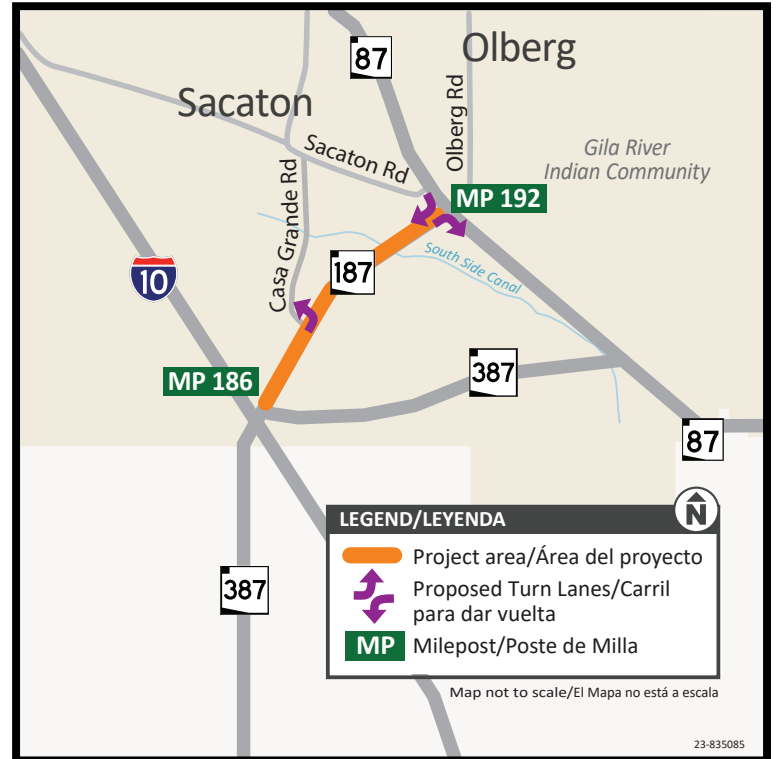 87
Olberg
Sacaton
Olberg Rd
Sacaton Rd
Gila River
Indian Community
Casa Grande Rd
MP 192
10
187
South Side Canal
MP 186
387
87
387
N
LEGEND/LEYENDA
Project area/Área del proyecto
Proposed Turn Lanes/Carril
para dar vuelta
MP Milepost/Poste de Milla
Map not to scale/El Mapa no está a escala
23-835085